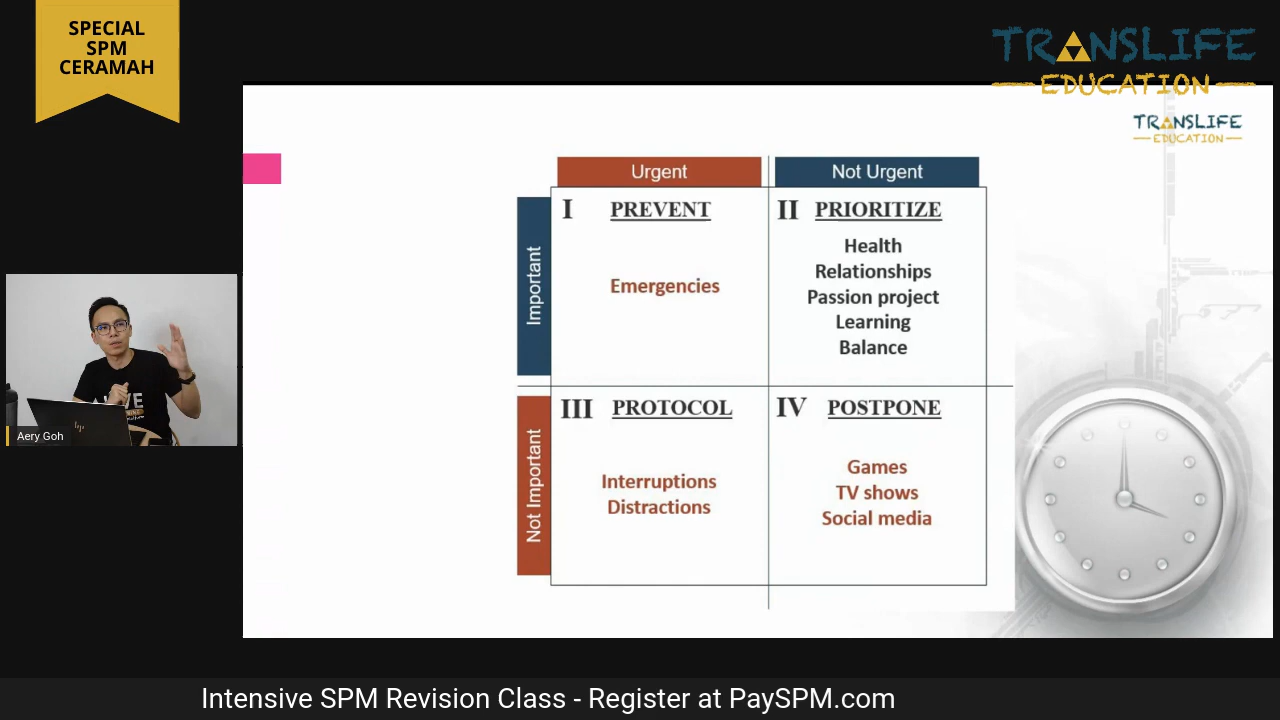 SPECIAL
SPM
CERAMAH
TRANSLIFE
EDUCATION
TRANSLIFE
EDUCATION
Urgent
Not Urgent
Important
I PREVENT
Emergencies
II PRIORITIZE
Health
Relationships
Passion project
Learning
Balance
Not Important
III PROTOCOL
Interruptions
Distractions
IV POSTPONE
Games
TV shows
Social media
hp
Aery Goh
Intensive SPM Revision Class - Register at PaySPM.com